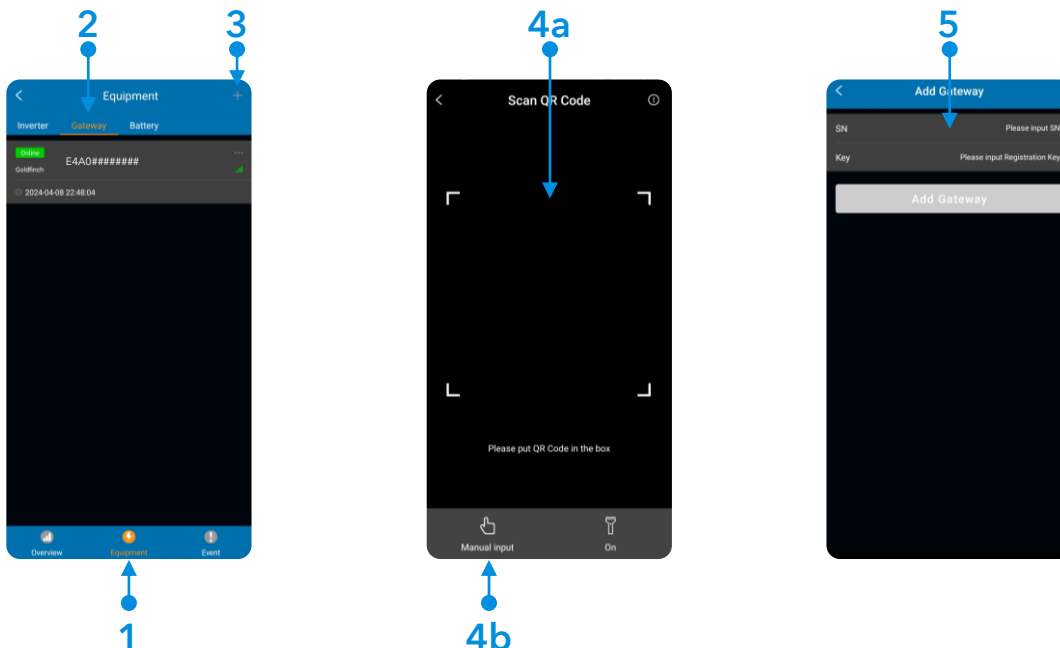 2
3
4a
5
Equipment
Inverter Gateway Battery
Online
Goldfinch
E4A0########
2024-04-08 22:48:04
Overview Equipment Event
1
Scan QR Code
Please put QR Code in the box
Manual input On
4b
Add Gateway
SN Please input SN
Key Please input Registration Key
Add Gateway